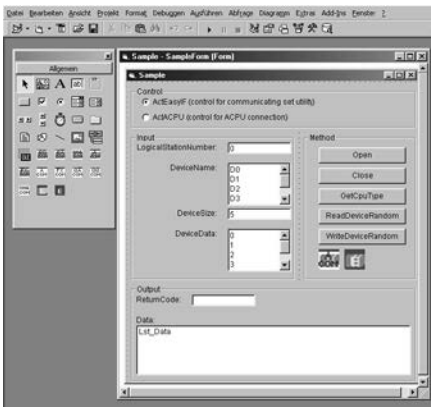 Datei Bearbeiten Ansicht Projekt Format Debuggen Ausführen Abfrage Diagramm Extras Add-Ins Fenster ?
Allgemein
A
ab
Sample - SampleForm (Form)
Sample
Control
ActEasyIF (control for communicating set utility)
ActACPU (control for ACPU connection)
Input
LogicalStationNumber:
0
DeviceName:
D0
D1
D2
D3
DeviceSize:
5
DeviceData:
0
1
2
3
Method
Open
Close
GetCpuType
ReadDeviceRandom
WriteDeviceRandom
Output
ReturnCode:
Data:
Lst_Data